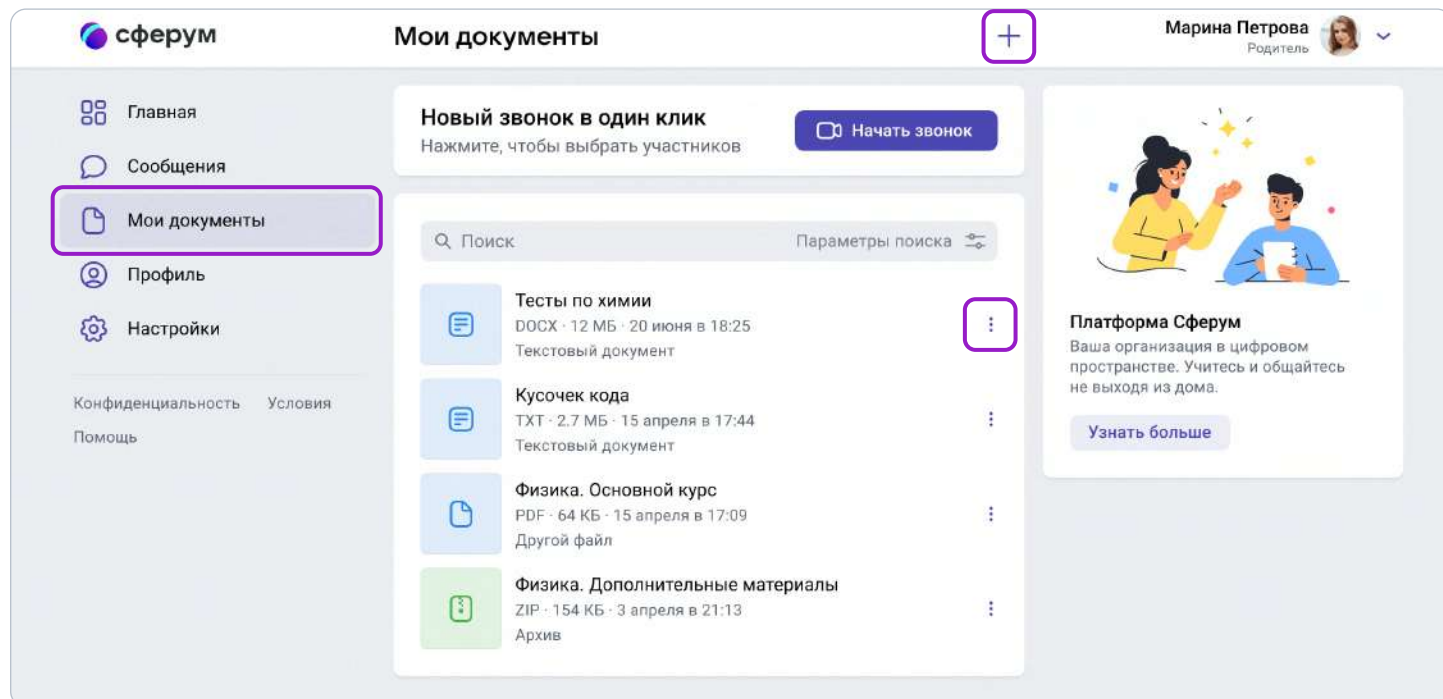 сферум
Мои документы
Марина Петрова
Родитель
Главная
Сообщения
Мои документы
Профиль
Настройки
Конфиденциальность Условия
Помощь
Новый звонок в один клик
Нажмите, чтобы выбрать участников
Начать звонок
Поиск
Параметры поиска
Тесты по химии
DOCX · 12 МБ · 20 июня в 18:25
Текстовый документ
Кусочек кода
TXT · 2.7 МБ · 15 апреля в 17:44
Текстовый документ
Физика. Основной курс
PDF · 64 КБ · 15 апреля в 17:09
Другой файл
Физика. Дополнительные материалы
ZIP · 154 КБ · 3 апреля в 21:13
Архив
Платформа Сферум
Ваша организация в цифровом
пространстве. Учитесь и общайтесь
не выходя из дома.
Узнать больше